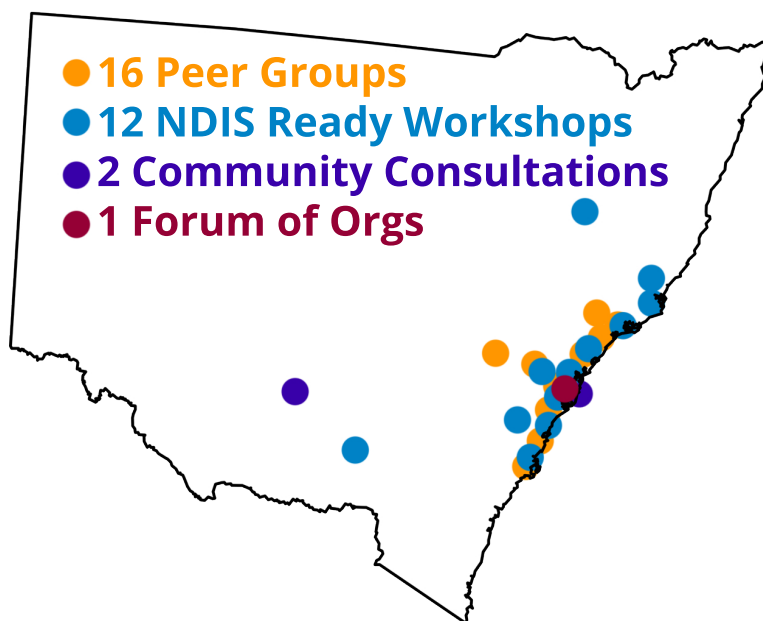 16 Peer Groups
12 NDIS Ready Workshops
2 Community Consultations
1 Forum of Orgs